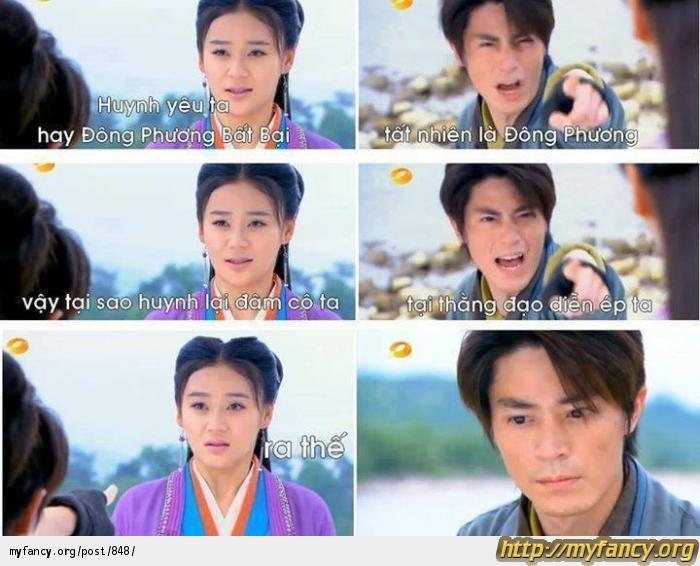 Huynh yêu ta
hay Đông Phương Bất Bại
tất nhiên là Đông Phương
vậy tại sao huynh lại đâm cô ta
tại thằng đạo diễn ép ta
ra thế
myfancy.org/post/848/
http://myfancy.org